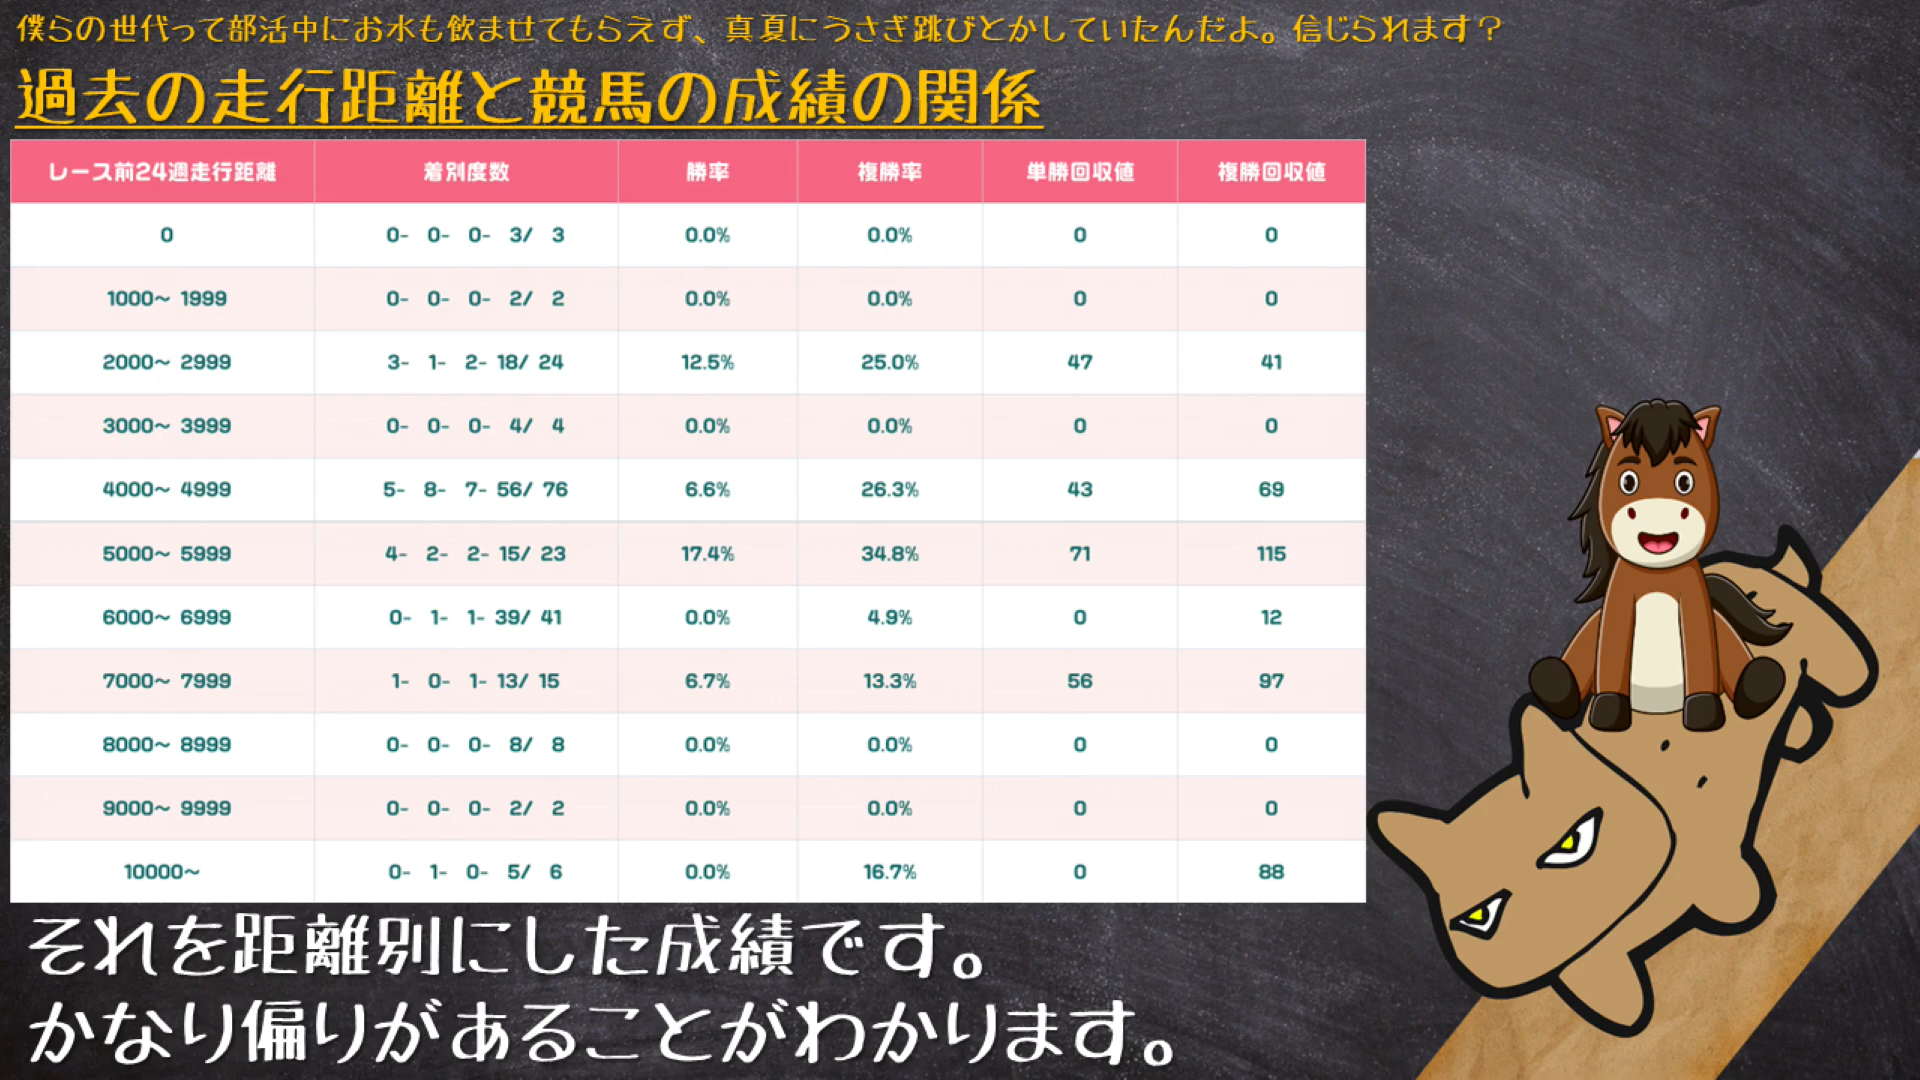 僕らの世代って部活中にお水も飲ませてもらえず、真夏にうさぎ跳びとかしていたんだよ。信じられます？
過去の走行距離と競馬の成績の関係
レース前24週走行距離 着別度数 勝率 複勝率 単勝回収値 複勝回収値
0 0- 0- 0- 3/ 3 0.0% 0.0% 0 0
1000～ 1999 0- 0- 0- 2/ 2 0.0% 0.0% 0 0
2000～ 2999 3- 1- 2- 18/ 24 12.5% 25.0% 47 41
3000～ 3999 0- 0- 0- 4/ 4 0.0% 0.0% 0 0
4000～ 4999 5- 8- 7- 56/ 76 6.6% 26.3% 43 69
5000～ 5999 4- 2- 2- 15/ 23 17.4% 34.8% 71 115
6000～ 6999 0- 1- 1- 39/ 41 0.0% 4.9% 0 12
7000～ 7999 1- 0- 1- 13/ 15 6.7% 13.3% 56 97
8000～ 8999 0- 0- 0- 8/ 8 0.0% 0.0% 0 0
9000～ 9999 0- 0- 0- 2/ 2 0.0% 0.0% 0 0
10000～ 0- 1- 0- 5/ 6 0.0% 16.7% 0 88
それを距離別にした成績です。
かなり偏りがあることがわかります。